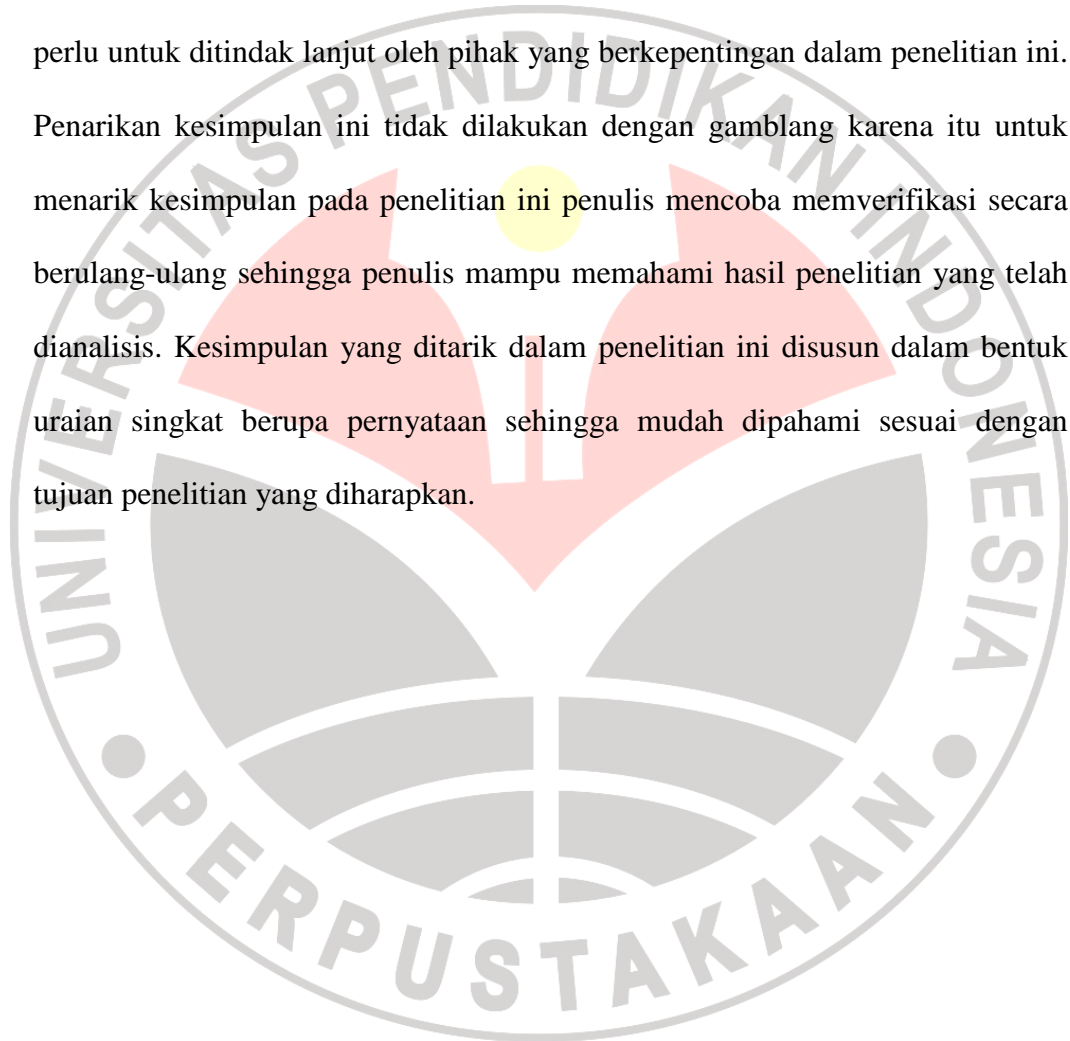 perlu untuk ditindak lanjut oleh pihak yang berkepentingan dalam penelitian ini.
Penarikan kesimpulan ini tidak dilakukan dengan gamblang karena itu untuk
menarik kesimpulan pada penelitian ini penulis mencoba memverifikasi secara
berulang-ulang sehingga penulis mampu memahami hasil penelitian yang telah
dianalisis. Kesimpulan yang ditarik dalam penelitian ini disusun dalam bentuk
uraian singkat berupa pernyataan sehingga mudah dipahami sesuai dengan
tujuan penelitian yang diharapkan.
UNIVERSITAS PENDIDIKAN INDONESIA
PERPUSTAKAAN